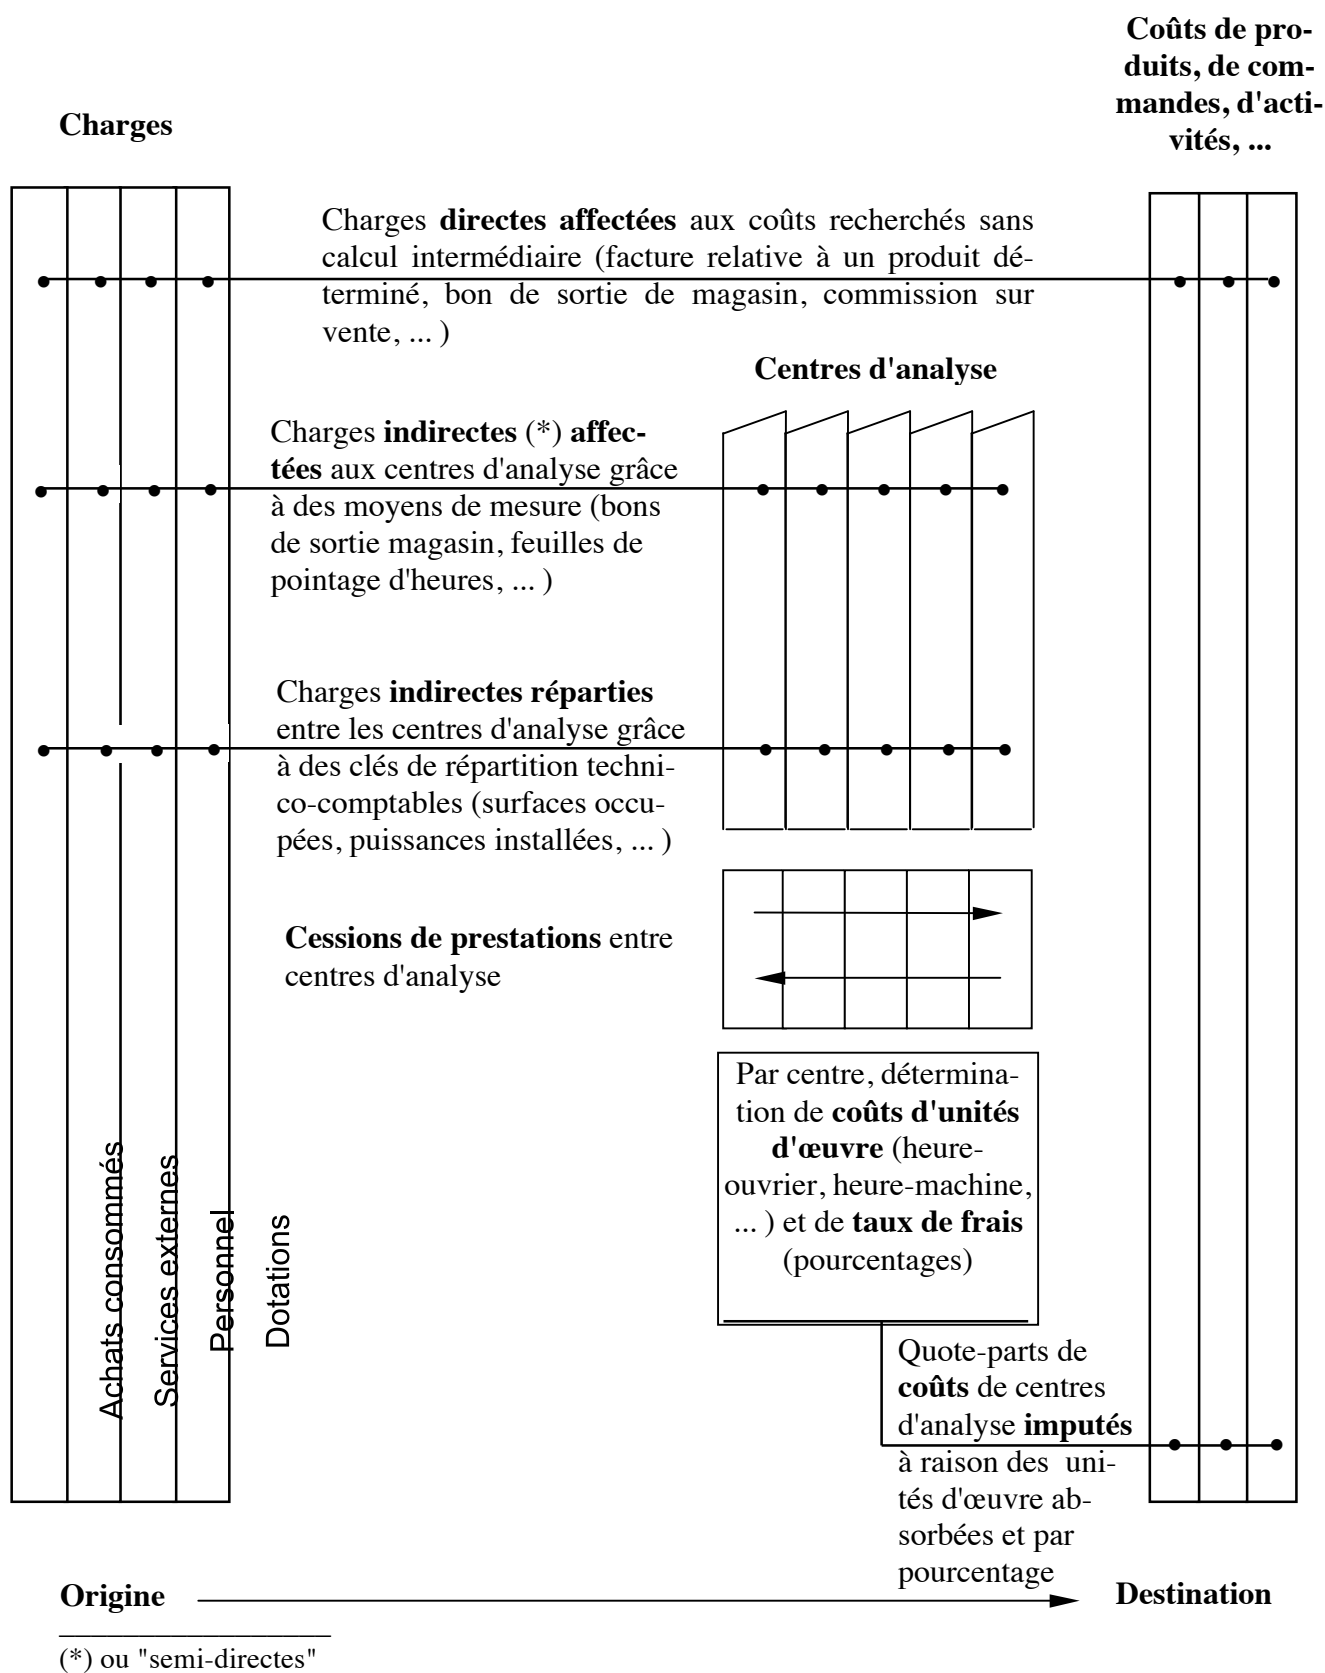 Coûts de pro-
duits, de com-
mandes, d'acti-
vités, ...
Charges
Charges directes affectées aux coûts recherchés sans
calcul intermédiaire (facture relative à un produit dé-
terminé, bon de sortie de magasin, commission sur
vente, ... )
Centres d'analyse
Charges indirectes (*) affec-
tées aux centres d'analyse grâce
à des moyens de mesure (bons
de sortie magasin, feuilles de
pointage d'heures, ... )
Charges indirectes réparties
entre les centres d'analyse grâce
à des clés de répartition techni-
co-comptables (surfaces occu-
pées, puissances installées, ... )
Cessions de prestations entre
centres d'analyse
Par centre, détermina-
tion de coûts d'unités
d'œuvre (heure-
ouvrier, heure-machine,
... ) et de taux de frais
(pourcentages)
Achats consommés
Services externes
Personnel
Dotations
Quote-parts de
coûts de centres
d'analyse imputés
à raison des uni-
tés d'œuvre ab-
sorbées et par
pourcentage
Origine
Destination
(*) ou "semi-directes"